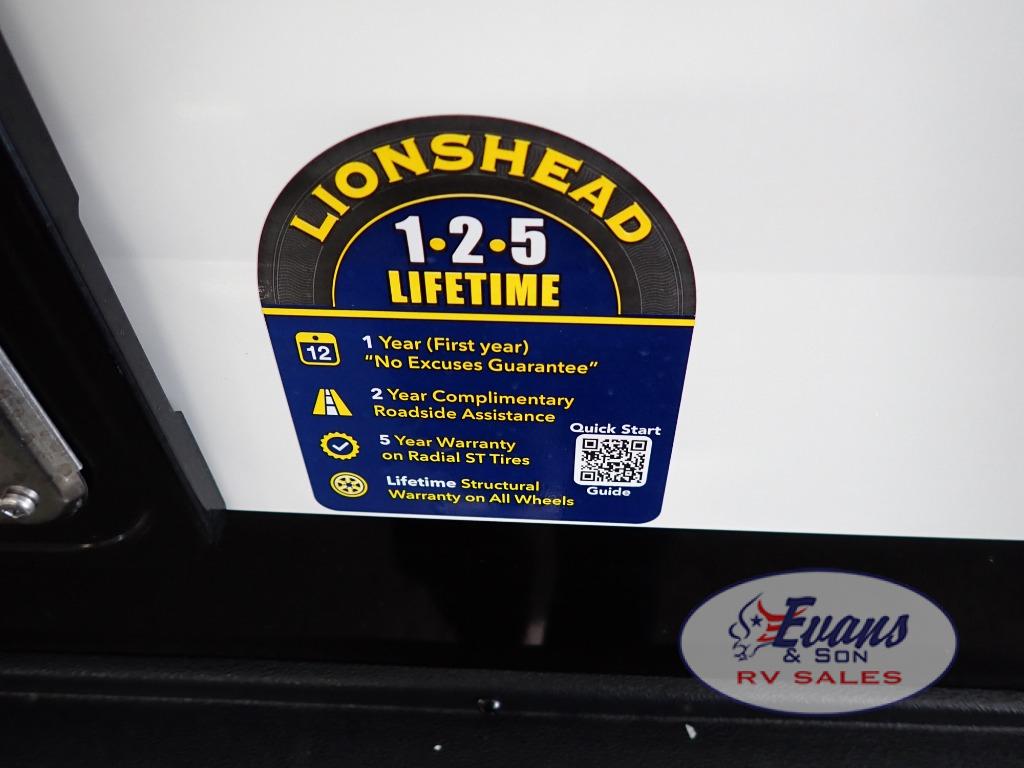 LIONSHEAD
1•2•5
LIFETIME
12
1 Year (First year)
"No Excuses Guarantee"
2 Year Complimentary
Roadside Assistance
5 Year Warranty
on Radial ST Tires
Lifetime Structural
Warranty on All Wheels
Quick Start
Guide
Evans
& SON
RV SALES